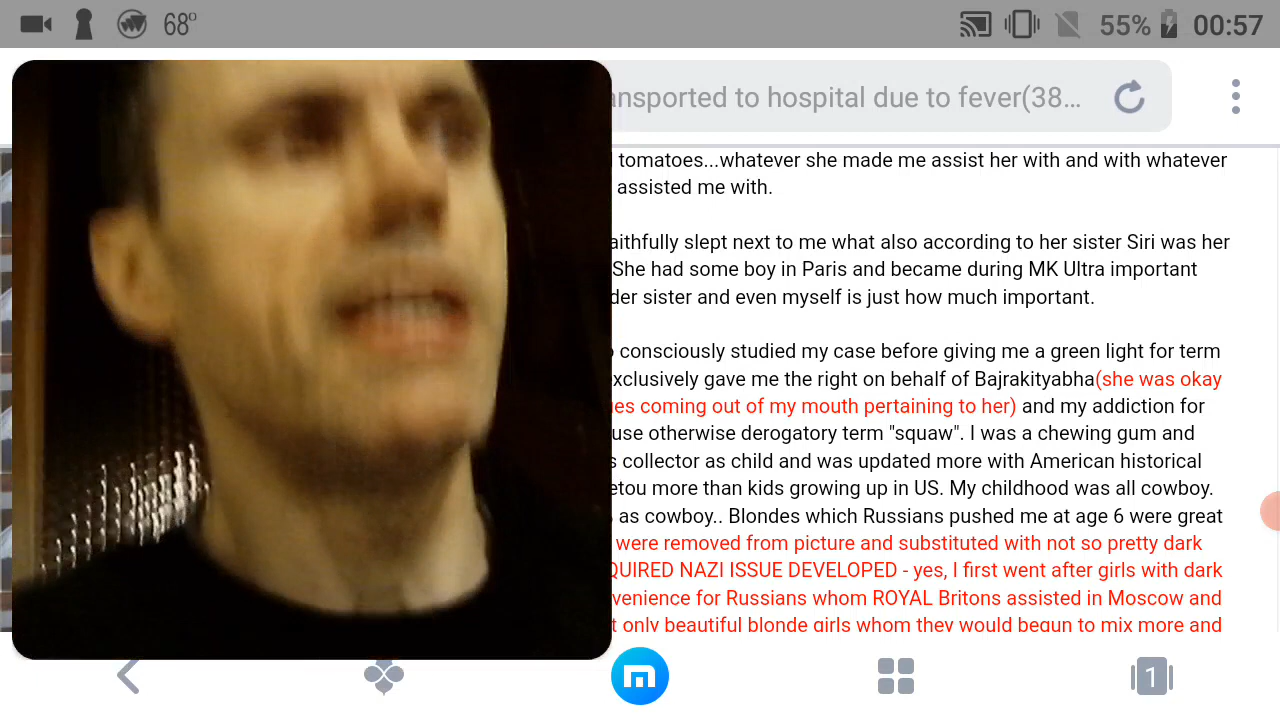 68°
55% 00:57
ansported to hospital due to fever(38...
tomatoes...whatever she made me assist her with and with whatever
assisted me with.
aithfully slept next to me what also according to her sister Siri was her
She had some boy in Paris and became during MK Ultra important
der sister and even myself is just how much important.
consciously studied my case before giving me a green light for term
xclusively gave me the right on behalf of Bajrakityabha(she was okay
es coming out of my mouth pertaining to her) and my addiction for
use otherwise derogatory term "squaw". I was a chewing gum and
s collector as child and was updated more with American historical
etou more than kids growing up in US. My childhood was all cowboy.
as cowboy.. Blondes which Russians pushed me at age 6 were great
were removed from picture and substituted with not so pretty dark
QUIRED NAZI ISSUE DEVELOPED - yes, I first went after girls with dark
venience for Russians whom ROYAL Britons assisted in Moscow and
t only beautiful blonde girls whom they would begun to mix more and
1